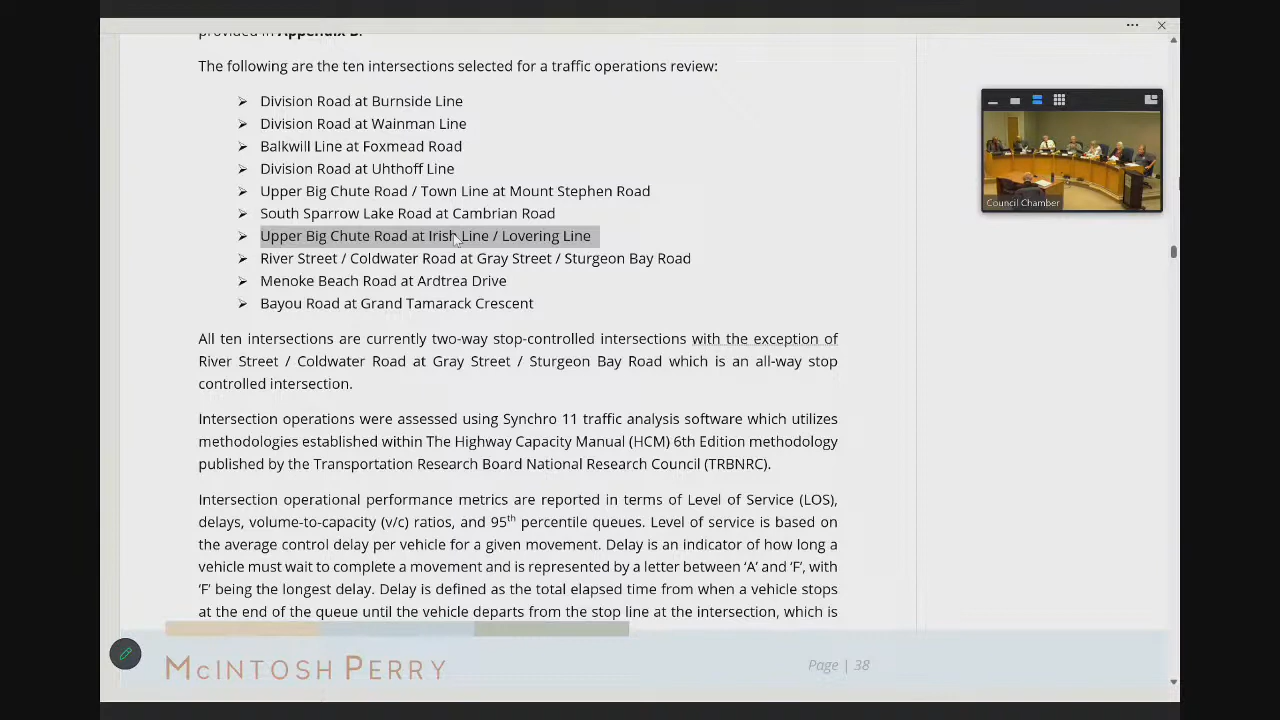 provided in Appendix B.
The following are the ten intersections selected for a traffic operations review:
➢ Division Road at Burnside Line
➢ Division Road at Wainman Line
➢ Balkwill Line at Foxmead Road
➢ Division Road at Uhthoff Line
➢ Upper Big Chute Road / Town Line at Mount Stephen Road
➢ South Sparrow Lake Road at Cambrian Road
➢ Upper Big Chute Road at Irish Line / Lovering Line
➢ River Street / Coldwater Road at Gray Street / Sturgeon Bay Road
➢ Menoke Beach Road at Ardtrea Drive
➢ Bayou Road at Grand Tamarack Crescent
All ten intersections are currently two-way stop-controlled intersections with the exception of
River Street / Coldwater Road at Gray Street / Sturgeon Bay Road which is an all-way stop
controlled intersection.
Intersection operations were assessed using Synchro 11 traffic analysis software which utilizes
methodologies established within The Highway Capacity Manual (HCM) 6th Edition methodology
published by the Transportation Research Board National Research Council (TRBNRC).
Intersection operational performance metrics are reported in terms of Level of Service (LOS),
delays, volume-to-capacity (v/c) ratios, and 95th percentile queues. Level of service is based on
the average control delay per vehicle for a given movement. Delay is an indicator of how long a
vehicle must wait to complete a movement and is represented by a letter between ‘A’ and ‘F’, with
‘F’ being the longest delay. Delay is defined as the total elapsed time from when a vehicle stops
at the end of the queue until the vehicle departs from the stop line at the intersection, which is
McIntosh Perry
Page | 38
Council Chamber